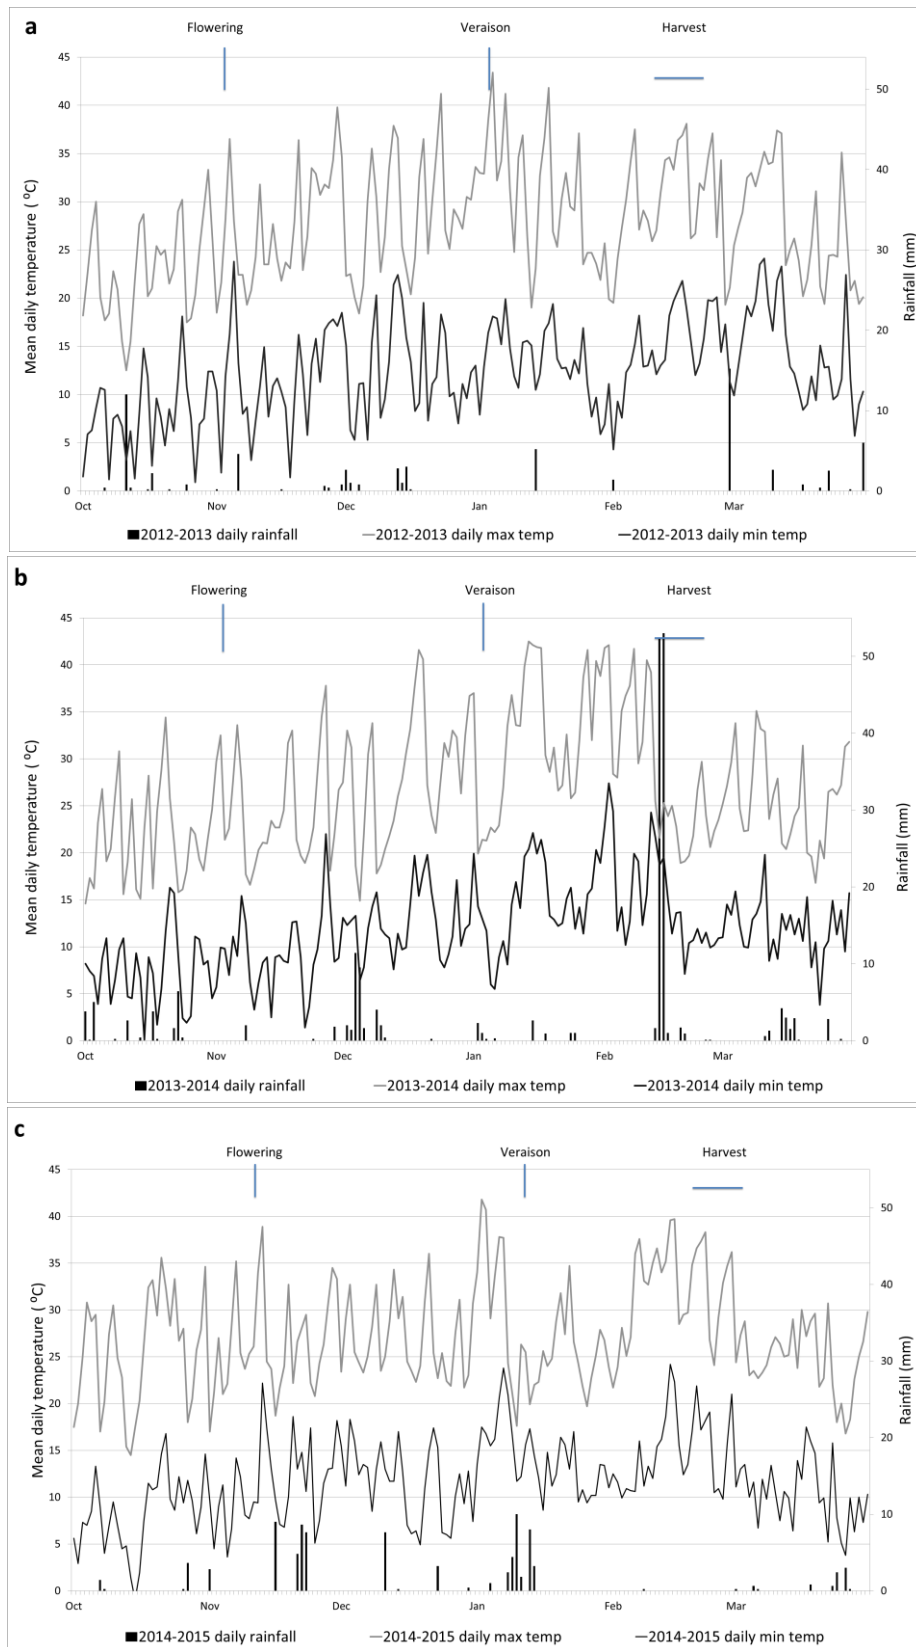 a
Flowering Veraison Harvest
Mean daily temperature ( ⁰C)
45
40
35
30
25
20
15
10
5
0
50
40
30
20
10
0
Rainfall (mm)
Oct Nov Dec Jan Feb Mar
2012-2013 daily rainfall 2012-2013 daily max temp 2012-2013 daily min temp
b
Flowering Veraison Harvest
Mean daily temperature ( ⁰C)
45
40
35
30
25
20
15
10
5
0
50
40
30
20
10
0
Rainfall (mm)
Oct Nov Dec Jan Feb Mar
2013-2014 daily rainfall 2013-2014 daily max temp 2013-2014 daily min temp
c
Flowering Veraison Harvest
Mean daily temperature ( ⁰C)
45
40
35
30
25
20
15
10
5
0
50
40
30
20
10
0
Rainfall (mm)
Oct Nov Dec Jan Feb Mar
2014-2015 daily rainfall 2014-2015 daily max temp 2014-2015 daily min temp